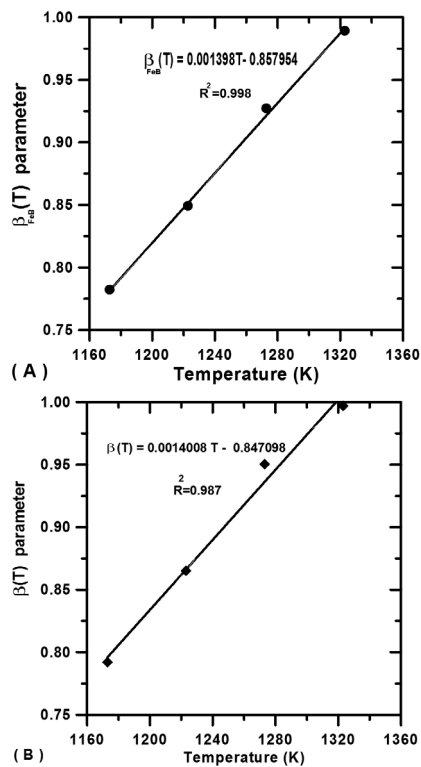 1.00
β_FeB(T) = 0.001398T- 0.857954
R²=0.998
0.95
0.90
0.85
0.80
0.75
β_FeB(T) parameter
1160 1200 1240 1280 1320 1360
( A )
Temperature (K)
1.00
β(T) = 0.0014008 T - 0.847098
2
R=0.987
0.95
0.90
0.85
0.80
0.75
β(T) parameter
1160 1200 1240 1280 1320 1360
( B )
Temperature (K)